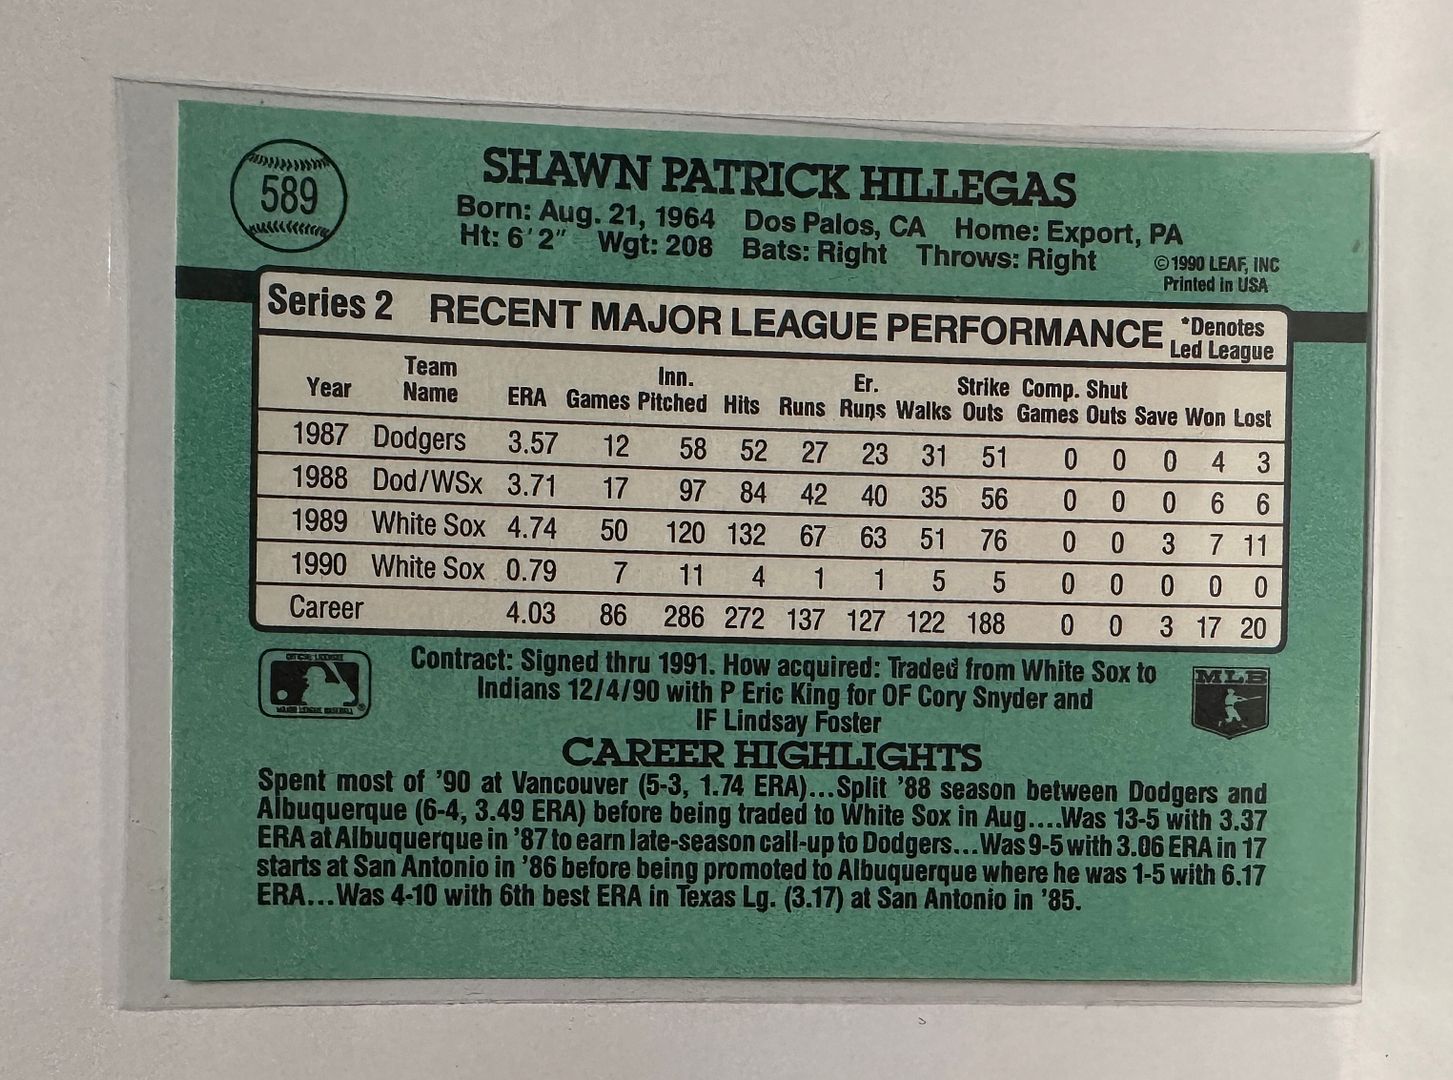 589
SHAWN PATRICK HILLEGAS
Born: Aug. 21, 1964 Dos Palos, CA Home: Export, PA
Ht: 6'2" Wgt: 208 Bats: Right Throws: Right
©1990 LEAF, INC
Printed in USA
Series 2 RECENT MAJOR LEAGUE PERFORMANCE *Denotes Led League
Year Team Name ERA Games Inn. Pitched Hits Runs Er. Runs Walks Strike Outs Comp. Games Shut Outs Save Won Lost
1987 Dodgers 3.57 12 58 52 27 23 31 51 0 0 0 4 3
1988 Dod/WSx 3.71 17 97 84 42 40 35 56 0 0 0 6 6
1989 White Sox 4.74 50 120 132 67 63 51 76 0 0 3 7 11
1990 White Sox 0.79 7 11 4 1 1 5 5 0 0 0 0 0
Career 4.03 86 286 272 137 127 122 188 0 0 3 17 20
Contract: Signed thru 1991. How acquired: Traded from White Sox to
Indians 12/4/90 with P Eric King for OF Cory Snyder and
IF Lindsay Foster
MLB
CAREER HIGHLIGHTS
Spent most of '90 at Vancouver (5-3, 1.74 ERA)...Split '88 season between Dodgers and
Albuquerque (6-4, 3.49 ERA) before being traded to White Sox in Aug....Was 13-5 with 3.37
ERA at Albuquerque in '87 to earn late-season call-up to Dodgers...Was 9-5 with 3.06 ERA in 17
starts at San Antonio in '86 before being promoted to Albuquerque where he was 1-5 with 6.17
ERA...Was 4-10 with 6th best ERA in Texas Lg. (3.17) at San Antonio in '85.